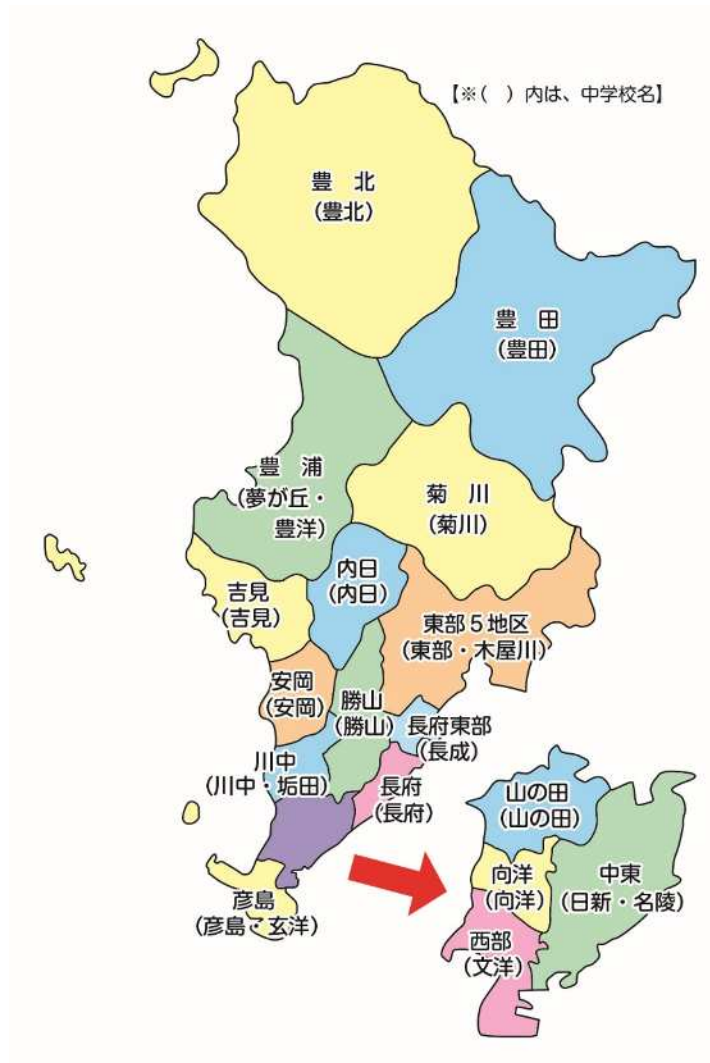 【※( )内は、中学校名】
豊 北
(豊北)
豊 田
(豊田)
豊 浦
(夢が丘・
豊洋)
菊 川
(菊川)
内日
(内日)
吉見
(吉見)
東部5地区
(東部・木屋川)
安岡
(安岡)
勝山
(勝山)
長府東部
(長成)
川中
(川中・垢田)
長府
(長府)
山の田
(山の田)
向洋
(向洋)
中東
(日新・名陵)
彦島
(彦島・玄洋)
西部
(文洋)